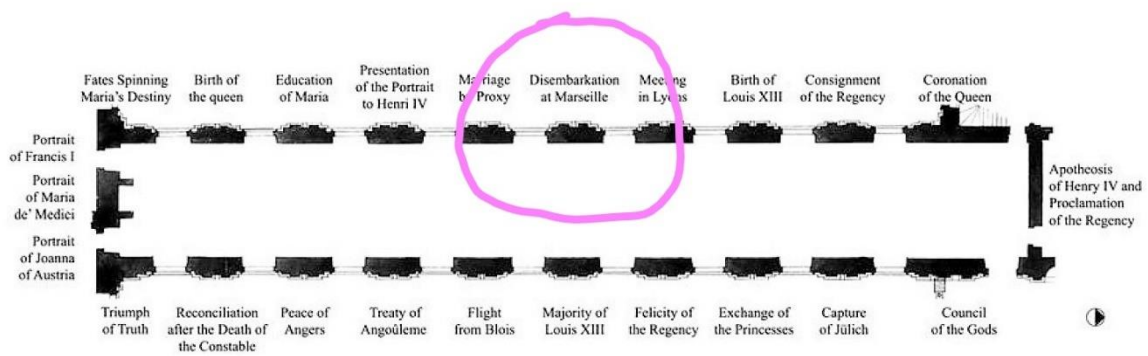 Fates Spinning
Maria's Destiny
Birth of
the queen
Education
of Maria
Presentation
of the Portrait
to Henri IV
Marriage
by Proxy
Disembarkation
at Marseille
Meeting
in Lyons
Birth of
Louis XIII
Consignment
of the Regency
Coronation
of the Queen
Portrait
of Francis I
Portrait
of Maria
de' Medici
Portrait
of Joanna
of Austria
Apotheosis
of Henry IV and
Proclamation
of the Regency
Triumph
of Truth
Reconciliation
after the Death of
the Constable
Peace of
Angers
Treaty of
Angoûleme
Flight
from Blois
Majority of
Louis XIII
Felicity of
the Regency
Exchange of
the Princesses
Capture
of Jülich
Council
of the Gods